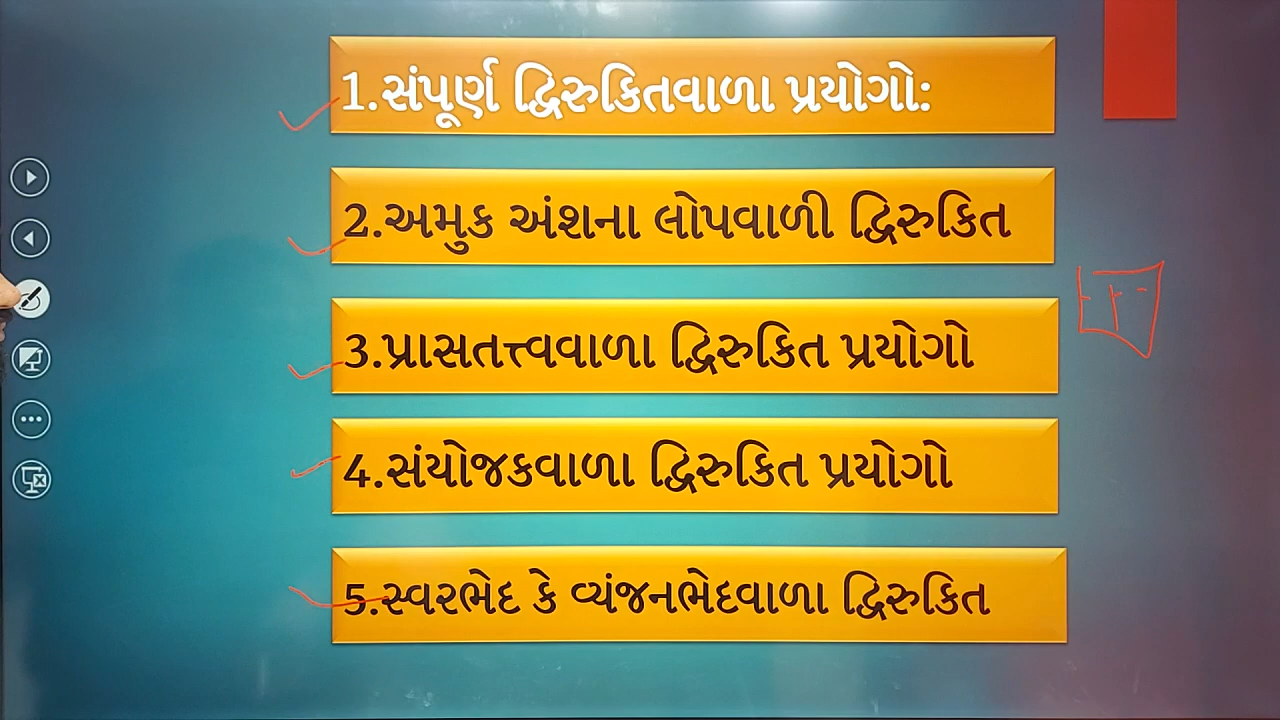 1.સંપૂર્ણ દ્વિરુકિતવાળા પ્રયોગો:
2.અમુક અંશના લોપવાળી દ્વિરુકિત
3.પ્રાસતત્ત્વવાળા દ્વિરુકિત પ્રયોગો
4.સંયોજકવાળા દ્વિરુકિત પ્રયોગો
5.સ્વરભેદ કે વ્યંજનભેદવાળા દ્વિરુકિત